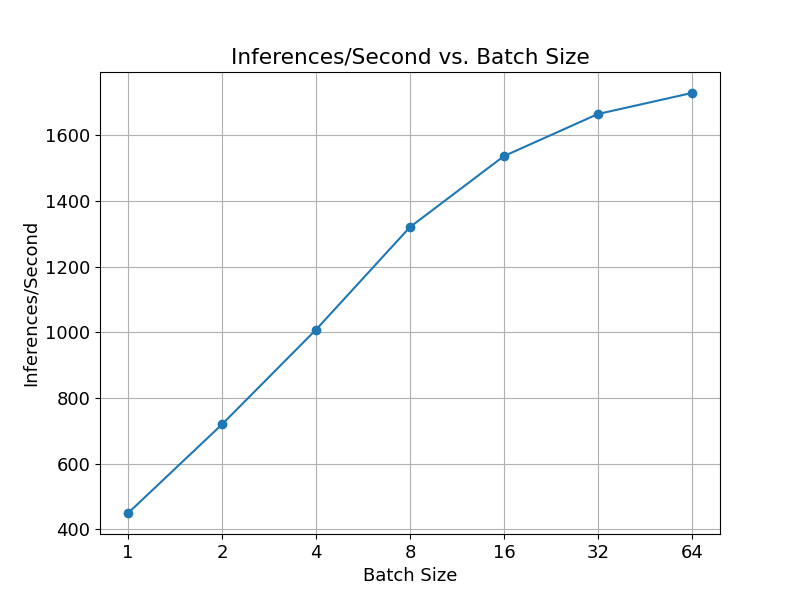 Inferences/Second vs. Batch Size
1600
1400
1200
1000
800
600
400
Inferences/Second
1 2 4 8 16 32 64
Batch Size